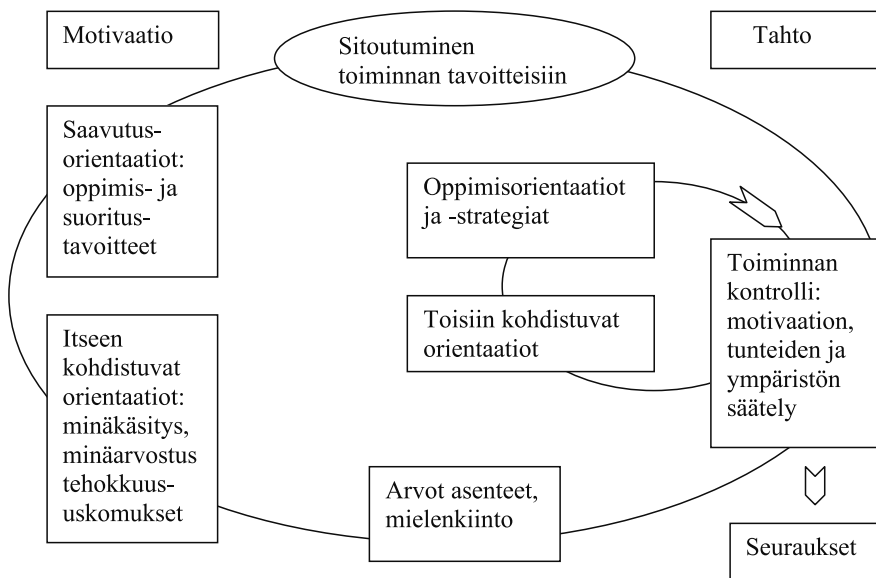 Motivaatio
Sitoutuminen
toiminnan tavoitteisiin
Tahto
Saavutus-
orientaatiot:
oppimis- ja
suoritus-
tavoitteet
Oppimisorientaatiot
ja -strategiat
Toiminnan
kontrolli:
motivaation,
tunteiden ja
ympäristön
säätely
Toisiin kohdistuvat
orientaatiot
Itseen
kohdistuvat
orientaatiot:
minäkäsitys,
minäarvostus
tehokkuus-
uskomukset
Arvot asenteet,
mielenkiinto
Seuraukset